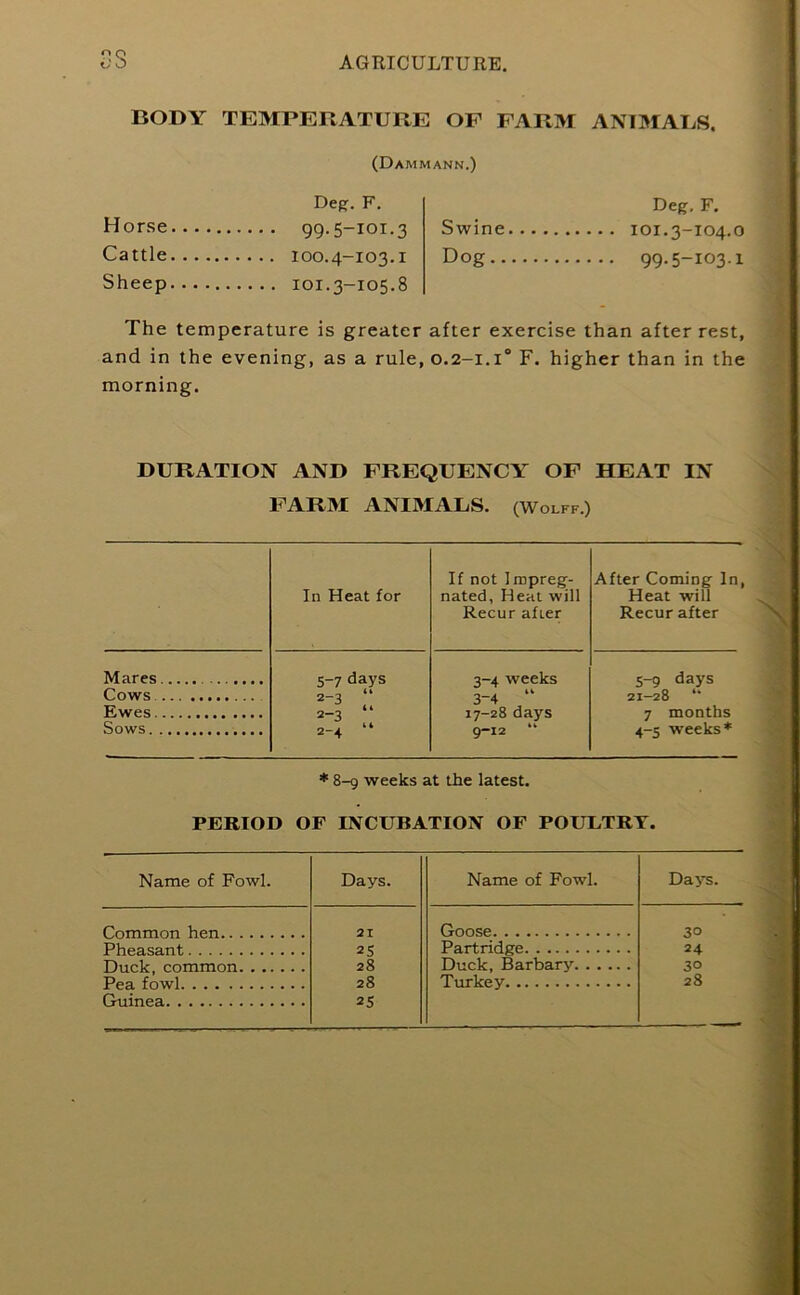 8S AGRICULTURE.
BODY TEMPERATURE OF FARM ANIMALS.
(Dammann.)
Deg. F.
Horse.......... 99.5–101.3
Cattle.......... 100.4–103.1
Sheep.......... 101.3–105.8
Deg. F.
Swine.......... 101.3–104.0
Dog............ 99.5–103.1
The temperature is greater after exercise than after rest,
and in the evening, as a rule, 0.2–1.1° F. higher than in the
morning.
DURATION AND FREQUENCY OF HEAT IN
FARM ANIMALS. (Wolff.)
In Heat for | If not Impregnated, Heat will Recur after | After Coming In, Heat will Recur after
Mares.......... 5–7 days | 3–4 weeks | 5–9 days
Cows.......... 2–3 “ | 3–4 “ | 21–28 “
Ewes.......... 2–3 “ | 17–28 days | 7 months
Sows.......... 2–4 “ | 9–12 “ | 4–5 weeks*
* 8–9 weeks at the latest.
PERIOD OF INCUBATION OF POULTRY.
Name of Fowl. | Days. | Name of Fowl. | Days.
Common hen......... 21 | Goose............. 30
Pheasant............ 25 | Partridge........... 24
Duck, common....... 28 | Duck, Barbary...... 30
Pea fowl............ 28 | Turkey............. 28
Guinea.............. 25